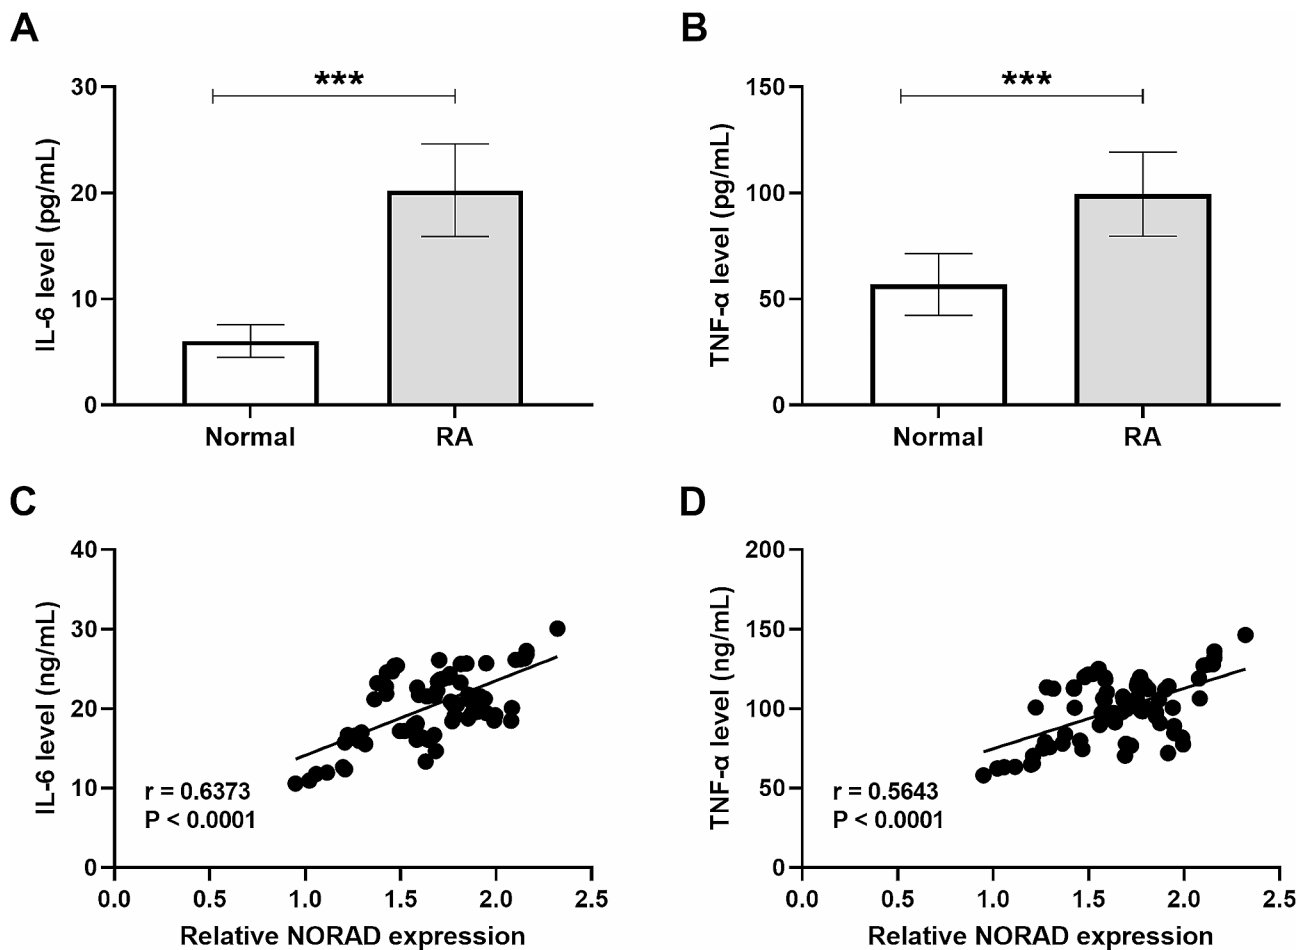 A
B
***
***
30
20
10
0
IL-6 level (pg/mL)
Normal
RA
150
100
50
0
TNF-α level (pg/mL)
Normal
RA
C
D
40
30
20
10
0
IL-6 level (ng/mL)
r = 0.6373
P < 0.0001
0.0 0.5 1.0 1.5 2.0 2.5
Relative NORAD expression
200
150
100
50
0
TNF-α level (ng/mL)
r = 0.5643
P < 0.0001
0.0 0.5 1.0 1.5 2.0 2.5
Relative NORAD expression